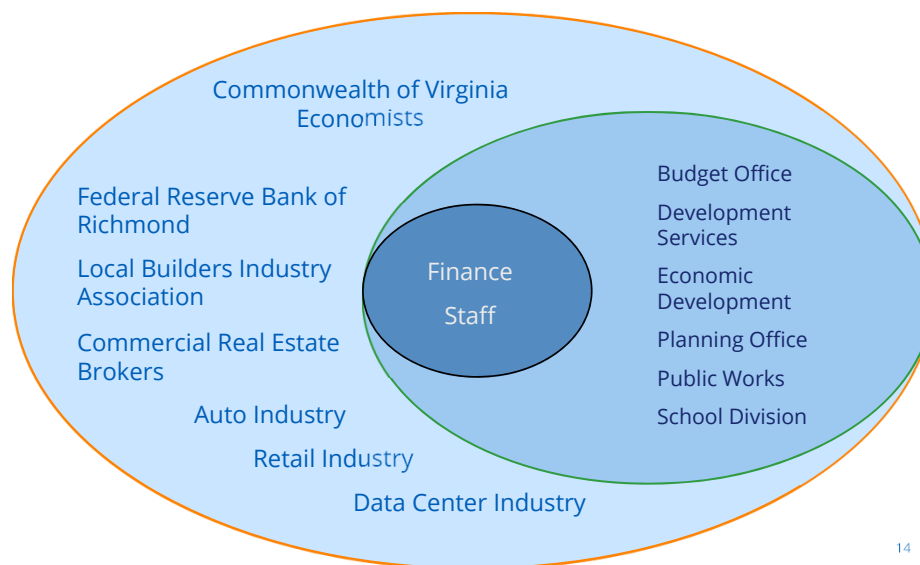 Commonwealth of Virginia
Economists
Federal Reserve Bank of
Richmond
Local Builders Industry
Association
Commercial Real Estate
Brokers
Auto Industry
Retail Industry
Data Center Industry
Finance
Staff
Budget Office
Development
Services
Economic
Development
Planning Office
Public Works
School Division
14